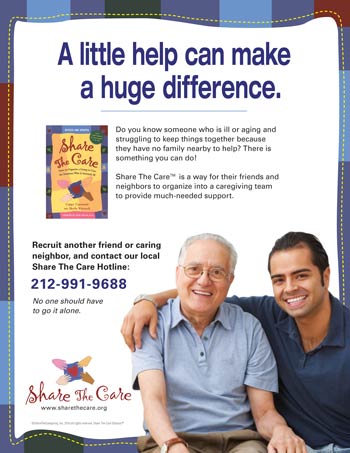 A little help can make
a huge difference.
Share
The Care
Do you know someone who is ill or aging and
struggling to keep things together because
they have no family nearby to help? There is
something you can do!
Share The Care™ is a way for their friends and
neighbors to organize into a caregiving team
to provide much-needed support.
Recruit another friend or caring
neighbor, and contact our local
Share The Care Hotline:
212-991-9688
No one should have
to go it alone.
Share The Care
www.sharethecare.org